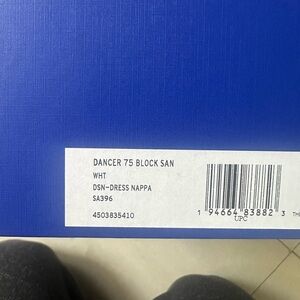 DANCER 75 BLOCK SAN
WHT
DSN-DRESS NAPPA
SA396
4503835410
1 94664 83882 3
UPC